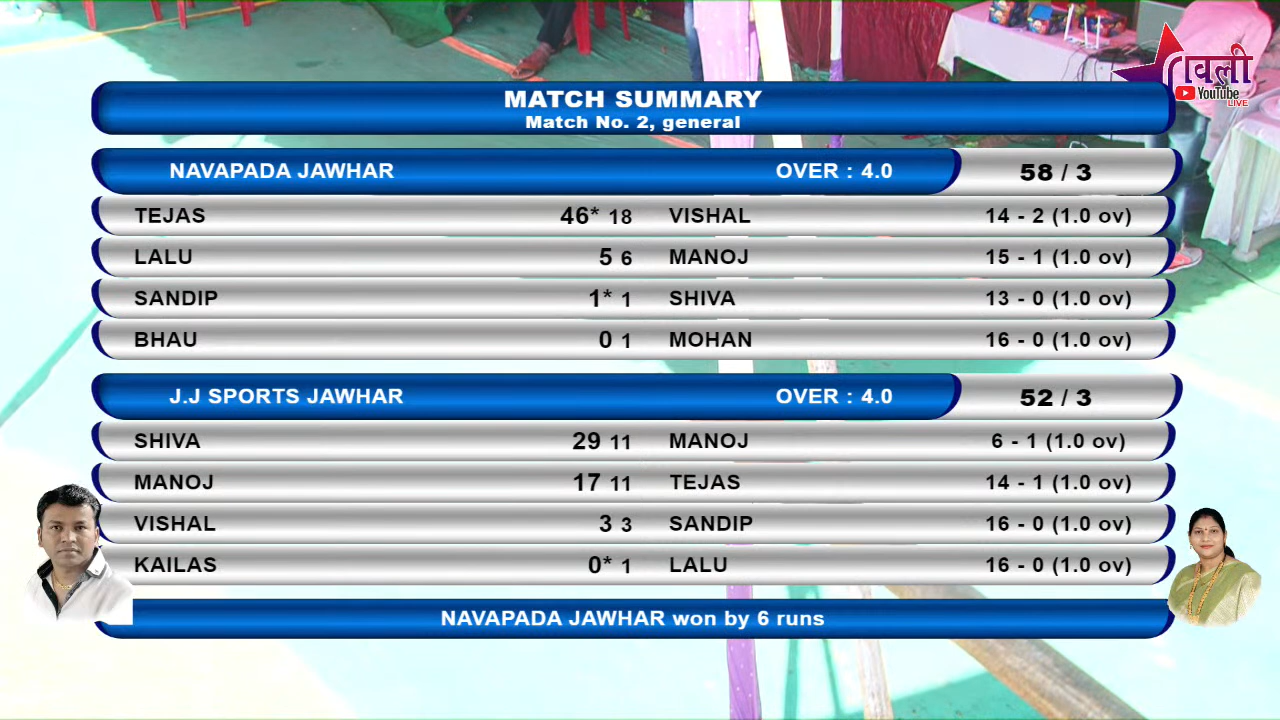 वली
YouTube
LIVE
MATCH SUMMARY
Match No. 2, general
NAVAPADA JAWHAR OVER : 4.0 58 / 3
TEJAS 46* 18 VISHAL 14 - 2 (1.0 ov)
LALU 5 6 MANOJ 15 - 1 (1.0 ov)
SANDIP 1* 1 SHIVA 13 - 0 (1.0 ov)
BHAU 0 1 MOHAN 16 - 0 (1.0 ov)
J.J SPORTS JAWHAR OVER : 4.0 52 / 3
SHIVA 29 11 MANOJ 6 - 1 (1.0 ov)
MANOJ 17 11 TEJAS 14 - 1 (1.0 ov)
VISHAL 3 3 SANDIP 16 - 0 (1.0 ov)
KAILAS 0* 1 LALU 16 - 0 (1.0 ov)
NAVAPADA JAWHAR won by 6 runs